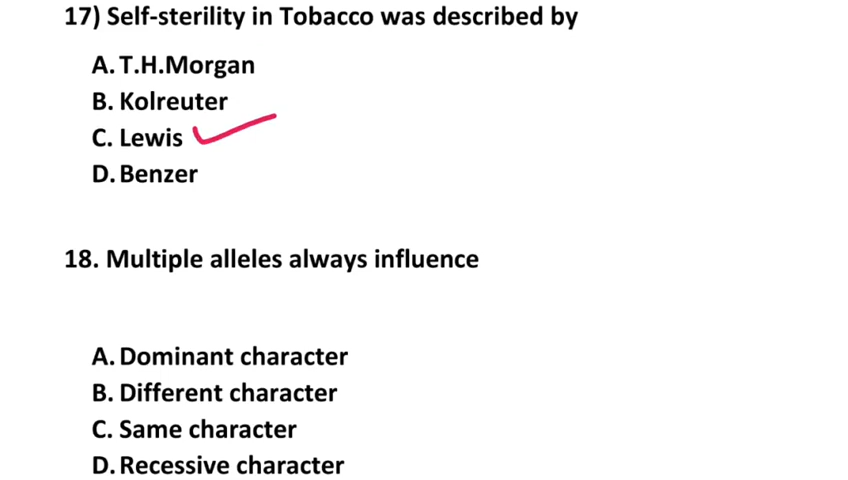 17) Self-sterility in Tobacco was described by
A. T.H.Morgan
B. Kolreuter
C. Lewis
D. Benzer
18. Multiple alleles always influence
A. Dominant character
B. Different character
C. Same character
D. Recessive character